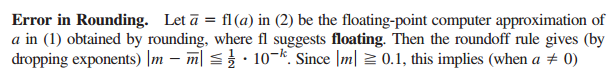 Error in Rounding. Let a̅ = fl(a) in (2) be the floating-point computer approximation of
a in (1) obtained by rounding, where fl suggests floating. Then the roundoff rule gives (by
dropping exponents) |m − m̅| ≦ ½ · 10⁻ᵏ. Since |m| ≧ 0.1, this implies (when a ≠ 0)